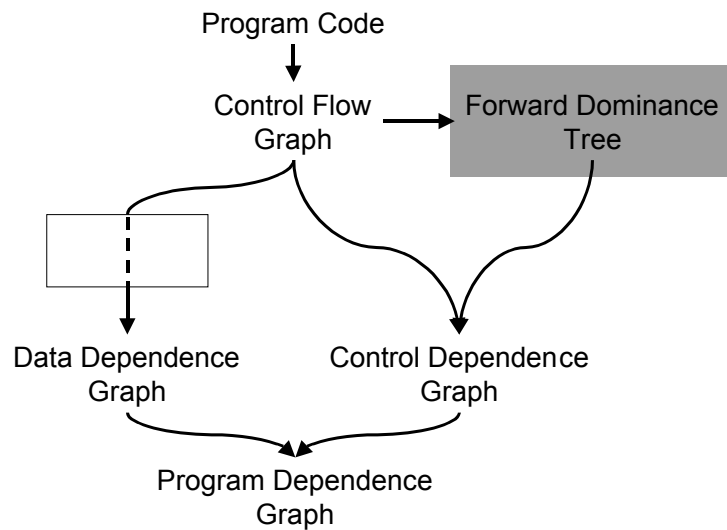 Program Code
Control Flow
Graph
Forward Dominance
Tree
Data Dependence
Graph
Control Dependence
Graph
Program Dependence
Graph